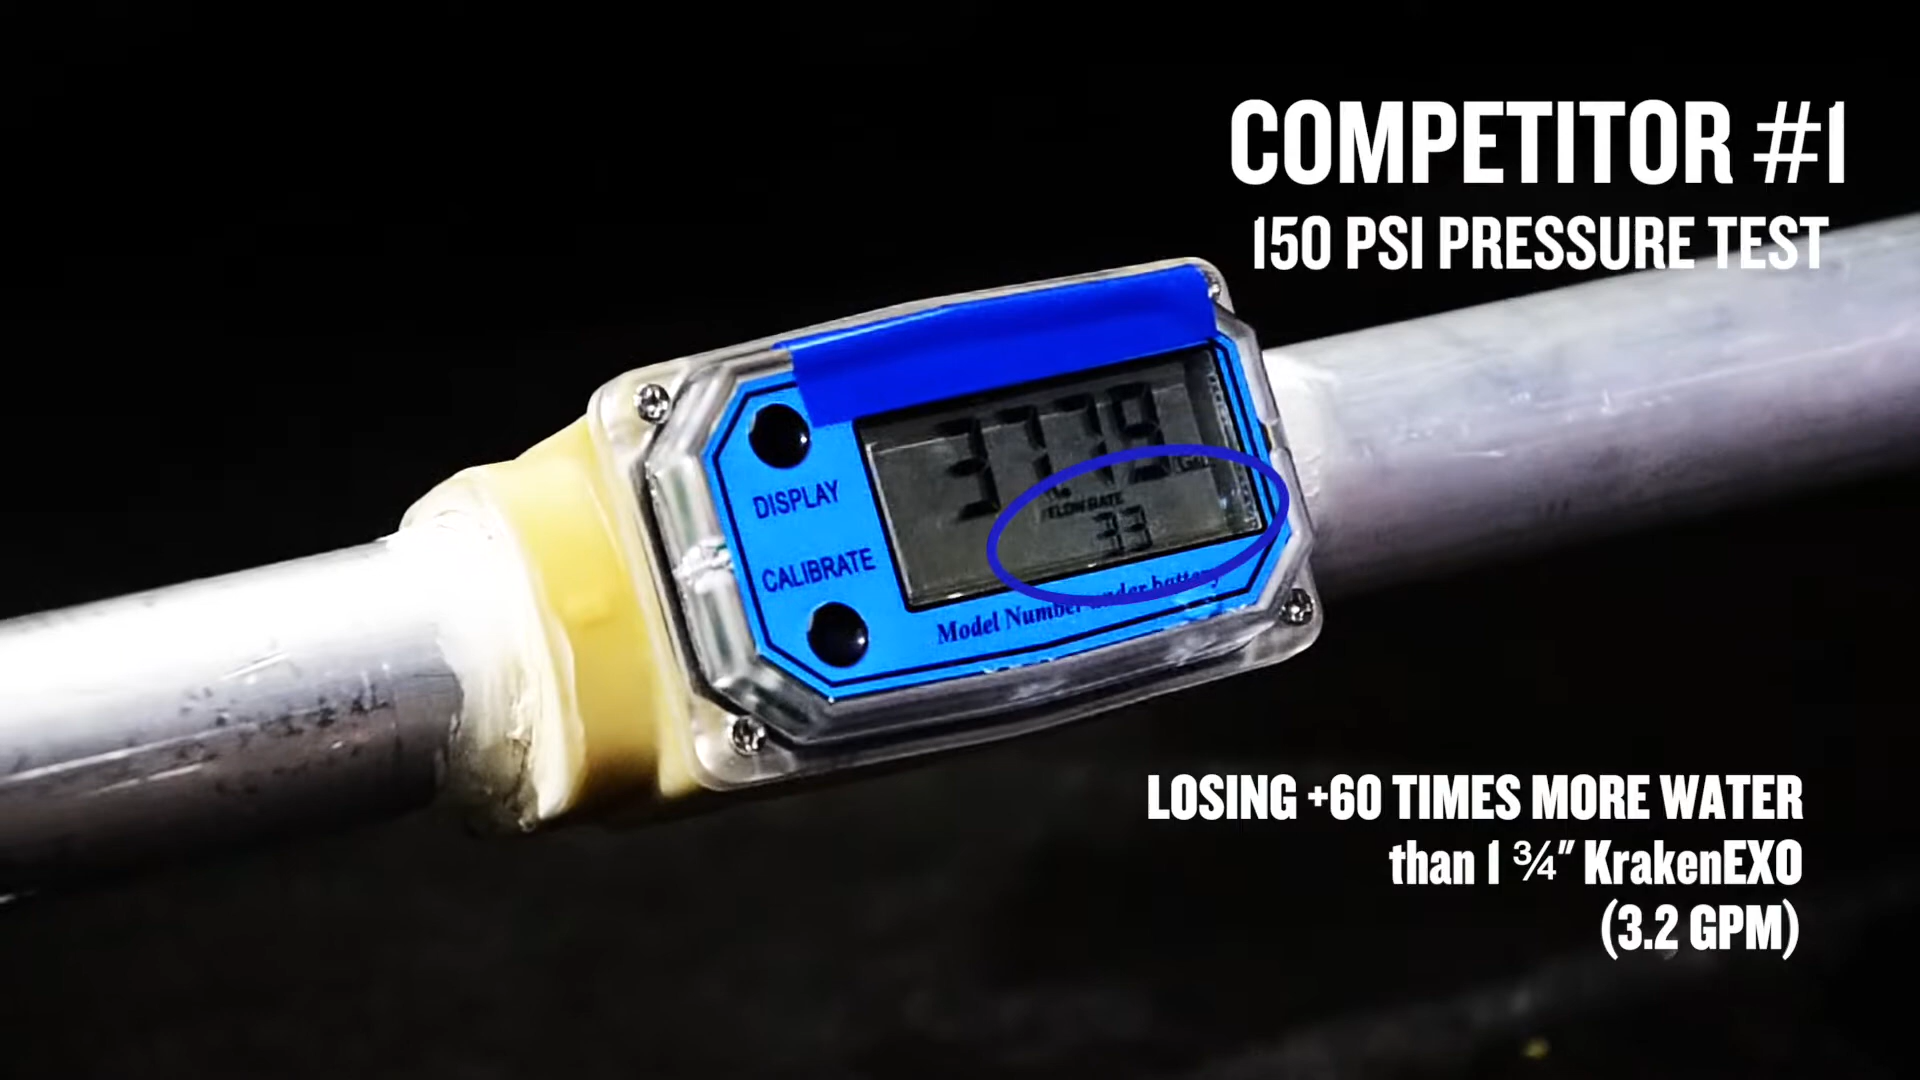 COMPETITOR #1
150 PSI PRESSURE TEST
DISPLAY
CALIBRATE
FLOW RATE
33
Model Number under battery
LOSING +60 TIMES MORE WATER
than 1 ¾" KrakenEXO
(3.2 GPM)